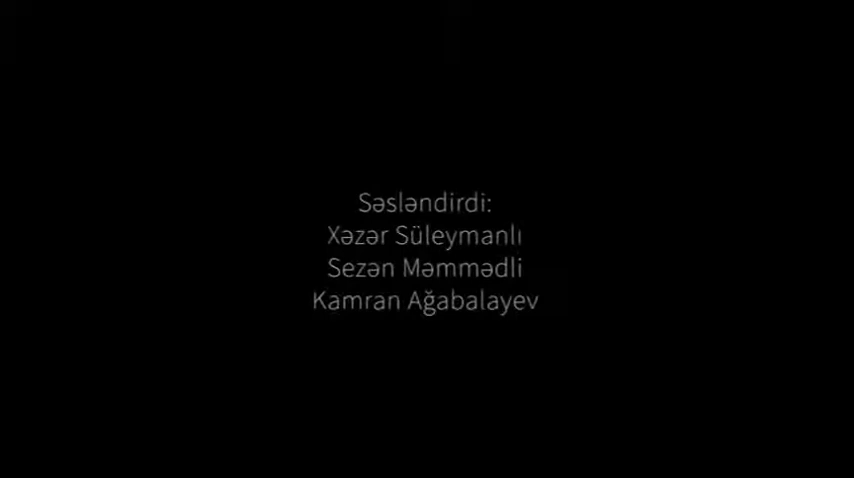 Səsləndirdi:
Xəzər Süleymanlı
Sezən Məmmədli
Kamran Ağabalayev